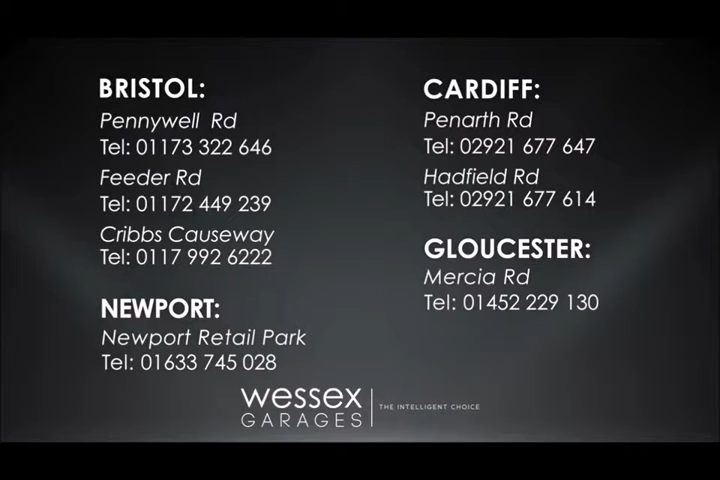 BRISTOL:
Pennywell Rd
Tel: 01173 322 646
Feeder Rd
Tel: 01172 449 239
Cribbs Causeway
Tel: 0117 992 6222
NEWPORT:
Newport Retail Park
Tel: 01633 745 028
CARDIFF:
Penarth Rd
Tel: 02921 677 647
Hadfield Rd
Tel: 02921 677 614
GLOUCESTER:
Mercia Rd
Tel: 01452 229 130
wessex
GARAGES
THE INTELLIGENT CHOICE